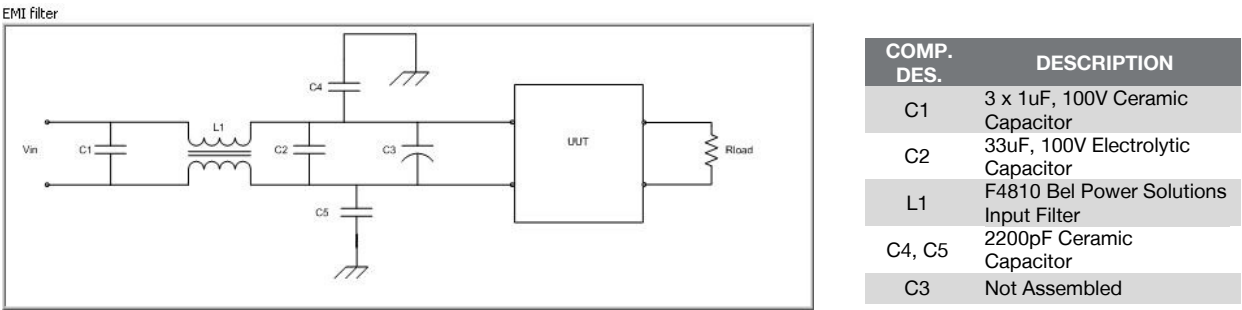 EMI filter
C4
L1
Vin
C1
C2
C3
UUT
Rload
C5
COMP. DES.
DESCRIPTION
C1
3 x 1uF, 100V Ceramic
Capacitor
C2
33uF, 100V Electrolytic
Capacitor
L1
F4810 Bel Power Solutions
Input Filter
C4, C5
2200pF Ceramic
Capacitor
C3
Not Assembled